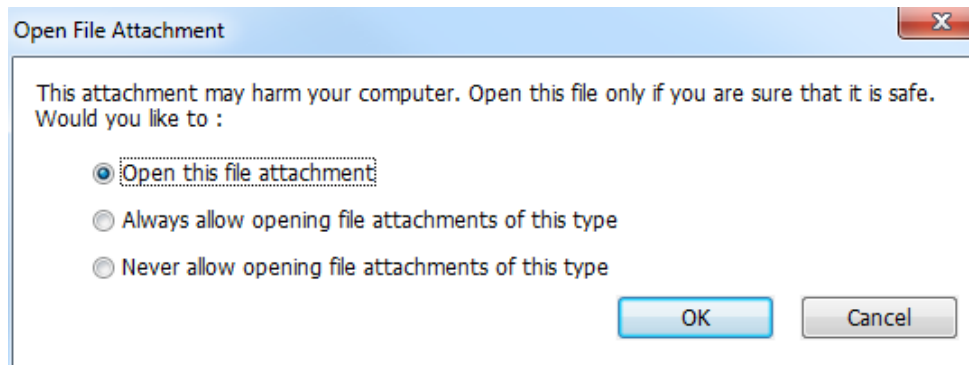 Open File Attachment
This attachment may harm your computer. Open this file only if you are sure that it is safe.
Would you like to :
Open this file attachment
Always allow opening file attachments of this type
Never allow opening file attachments of this type
OK Cancel